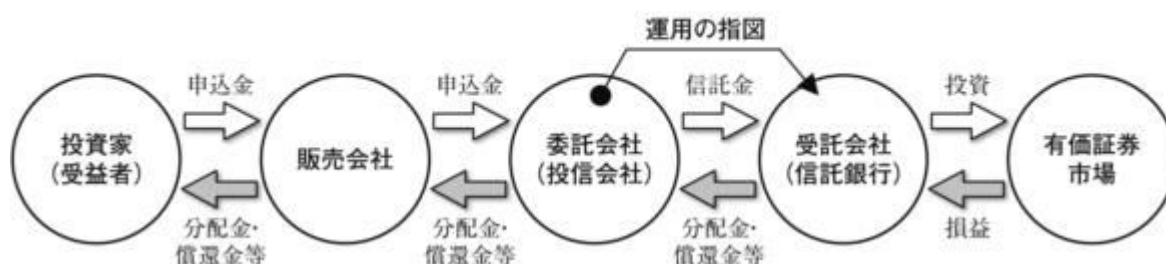 運用の指図
申込金
申込金
信託金
投資
投資家
（受益者）
販売会社
委託会社
（投信会社）
受託会社
（信託銀行）
有価証券
市場
分配金・
償還金等
分配金・
償還金等
分配金・
償還金等
損益